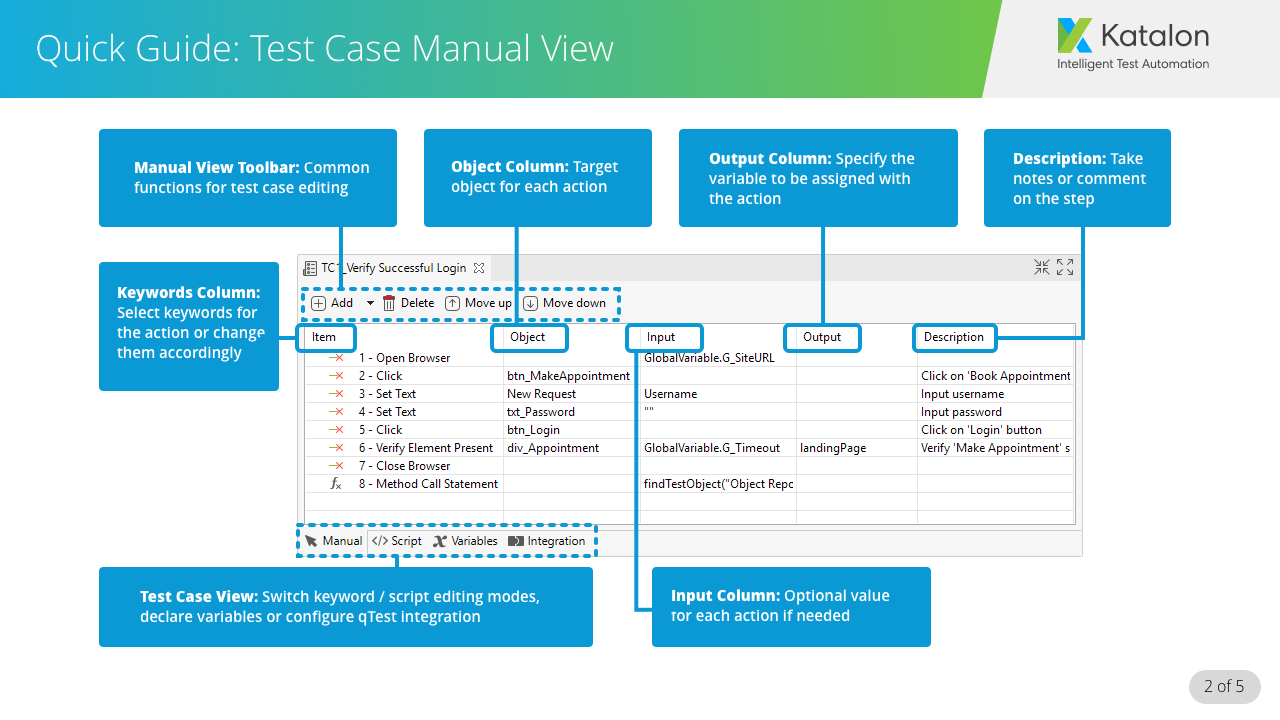 Quick Guide: Test Case Manual View
Katalon
Intelligent Test Automation
Manual View Toolbar: Common
functions for test case editing
Object Column: Target
object for each action
Output Column: Specify the
variable to be assigned with
the action
Description: Take
notes or comment
on the step
Keywords Column:
Select keywords for
the action or change
them accordingly
TC1_Verify Successful Login
Add Delete Move up Move down
Item Object Input Output Description
1 - Open Browser GlobalVariable.G_SiteURL
2 - Click btn_MakeAppointment Click on 'Book Appointment
3 - Set Text New Request Username Input username
4 - Set Text txt_Password "" Input password
5 - Click btn_Login Click on 'Login' button
6 - Verify Element Present div_Appointment GlobalVariable.G_Timeout landingPage Verify 'Make Appointment' s
7 - Close Browser
fx 8 - Method Call Statement findTestObject("Object Repo
Manual </> Script Variables Integration
Test Case View: Switch keyword / script editing modes,
declare variables or configure qTest integration
Input Column: Optional value
for each action if needed
2 of 5